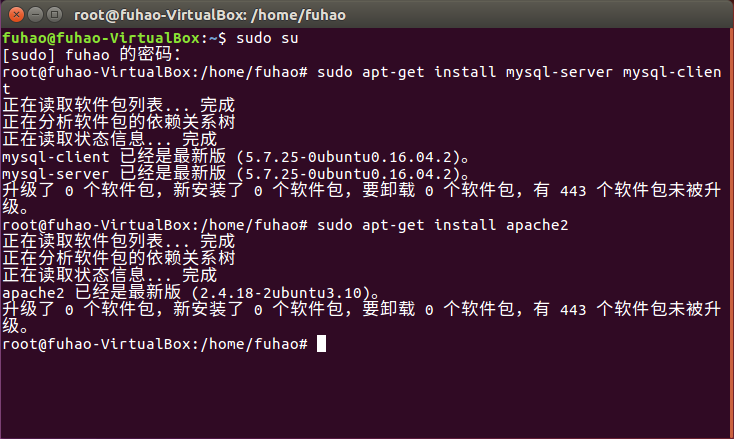 root@fuhao-VirtualBox: /home/fuhao
fuhao@fuhao-VirtualBox:~$ sudo su
[sudo] fuhao 的密码：
root@fuhao-VirtualBox:/home/fuhao# sudo apt-get install mysql-server mysql-clien
t
正在读取软件包列表... 完成
正在分析软件包的依赖关系树
正在读取状态信息... 完成
mysql-client 已经是最新版 (5.7.25-0ubuntu0.16.04.2)。
mysql-server 已经是最新版 (5.7.25-0ubuntu0.16.04.2)。
升级了 0 个软件包，新安装了 0 个软件包，要卸载 0 个软件包，有 443 个软件包未被升
级。
root@fuhao-VirtualBox:/home/fuhao# sudo apt-get install apache2
正在读取软件包列表... 完成
正在分析软件包的依赖关系树
正在读取状态信息... 完成
apache2 已经是最新版 (2.4.18-2ubuntu3.10)。
升级了 0 个软件包，新安装了 0 个软件包，要卸载 0 个软件包，有 443 个软件包未被升
级。
root@fuhao-VirtualBox:/home/fuhao#